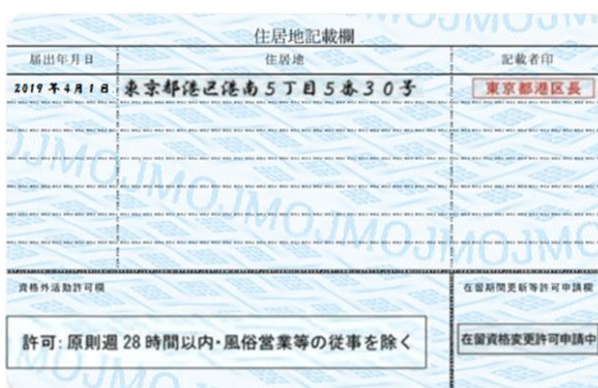 住居地記載欄
届出年月日 住居地 記載者印
2019年4月1日 東京都港区港南5丁目5番30号 東京都港区長
資格外活動許可欄 在留期間更新等許可申請欄
許可:原則週28時間以内・風俗営業等の従事を除く 在留資格変更許可申請中